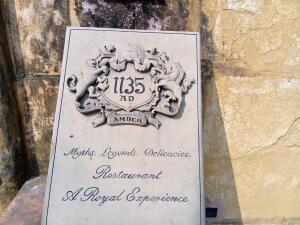 1135
AD
AMBER
Myths. Legends. Delicacies.
Restaurant
A Royal Experience